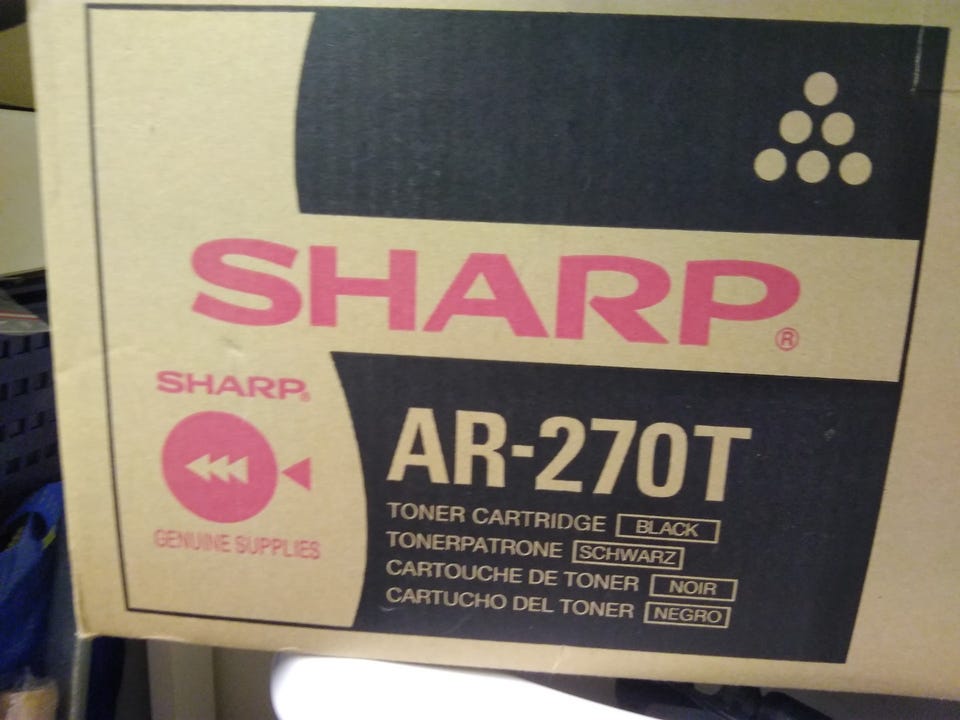 SHARP®
SHARP®
GENUINE SUPPLIES
AR-270T
TONER CARTRIDGE BLACK
TONERPATRONE SCHWARZ
CARTOUCHE DE TONER NOIR
CARTUCHO DEL TONER NEGRO